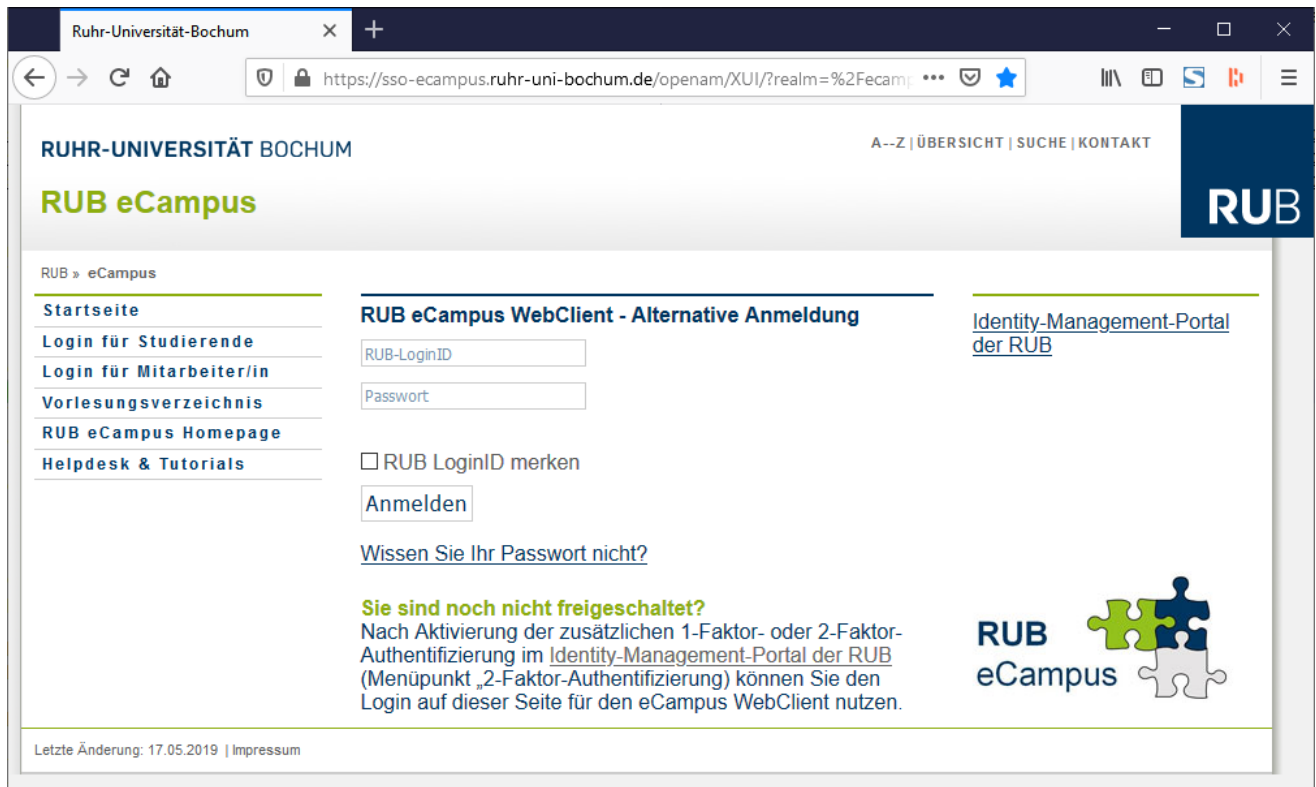 Ruhr-Universität-Bochum
https://sso-ecampus.ruhr-uni-bochum.de/openam/XUI/?realm=%2Fecamp
RUHR-UNIVERSITÄT BOCHUM
A--Z | ÜBERSICHT | SUCHE | KONTAKT
RUB eCampus
RUB
RUB » eCampus
Startseite
Login für Studierende
Login für Mitarbeiter/in
Vorlesungsverzeichnis
RUB eCampus Homepage
Helpdesk & Tutorials
RUB eCampus WebClient - Alternative Anmeldung
RUB-LoginID
Passwort
RUB LoginID merken
Anmelden
Wissen Sie Ihr Passwort nicht?
Sie sind noch nicht freigeschaltet?
Nach Aktivierung der zusätzlichen 1-Faktor- oder 2-Faktor-
Authentifizierung im Identity-Management-Portal der RUB
(Menüpunkt „2-Faktor-Authentifizierung) können Sie den
Login auf dieser Seite für den eCampus WebClient nutzen.
Identity-Management-Portal
der RUB
RUB
eCampus
Letzte Änderung: 17.05.2019 | Impressum